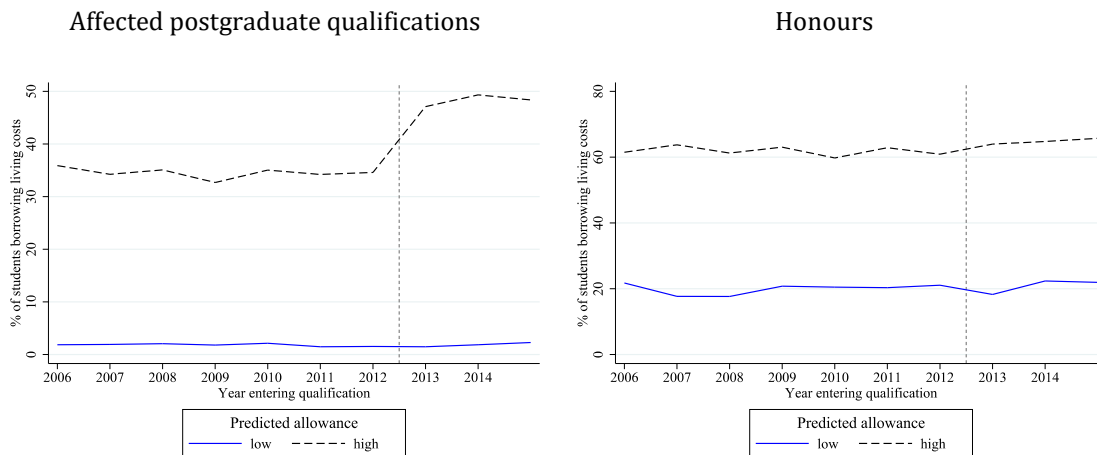 Affected postgraduate qualifications
% of students borrowing living costs
50
40
30
20
10
0
2006 2007 2008 2009 2010 2011 2012 2013 2014
Year entering qualification
Predicted allowance
low high
Honours
% of students borrowing living costs
80
60
40
20
0
2006 2007 2008 2009 2010 2011 2012 2013 2014
Year entering qualification
Predicted allowance
low high